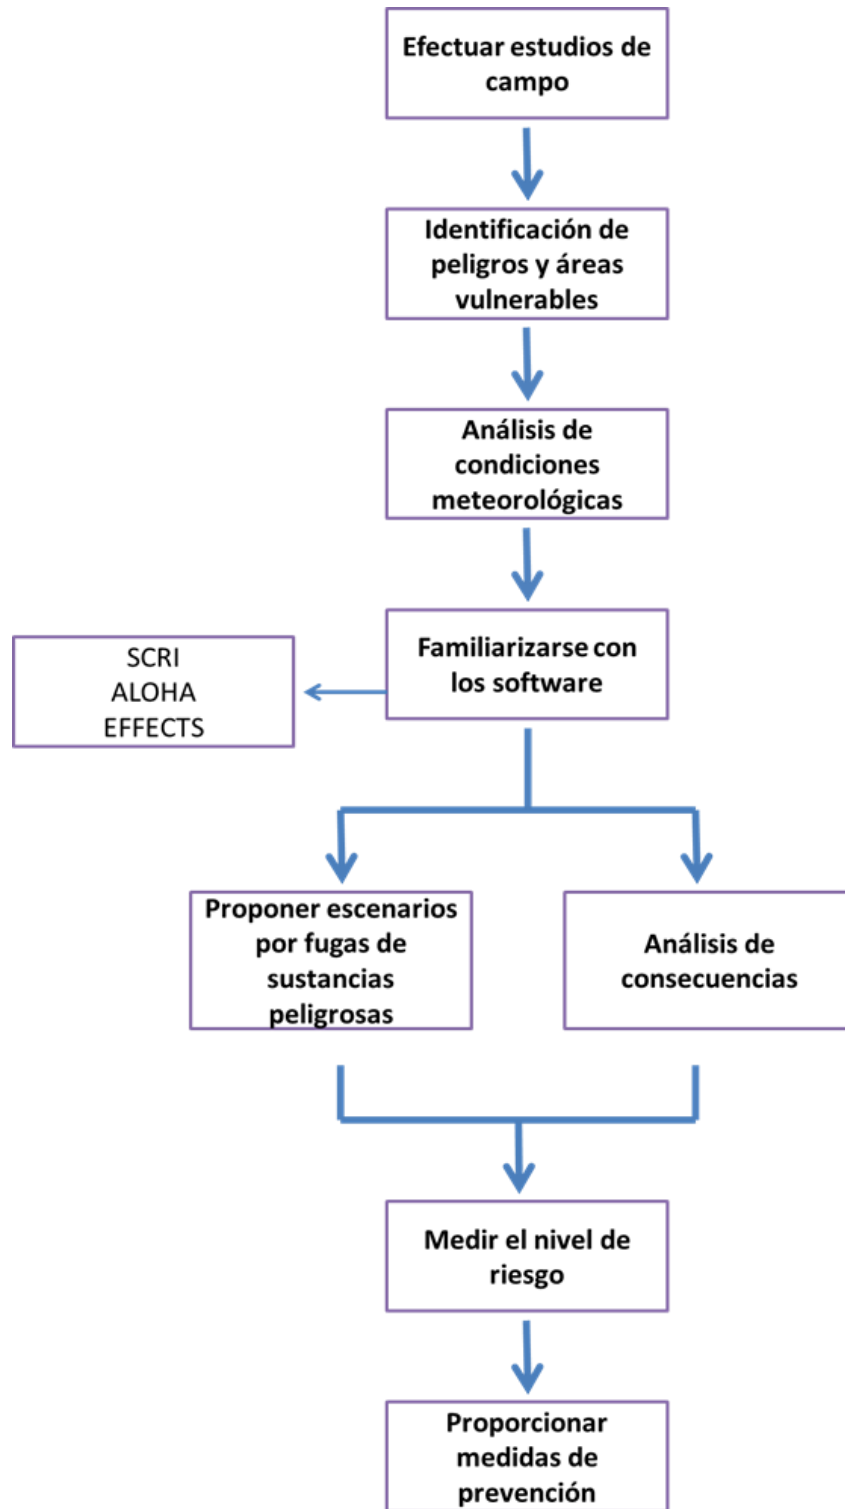 Efectuar estudios de
campo
Identificación de
peligros y áreas
vulnerables
Análisis de
condiciones
meteorológicas
Familiarizarse con
los software
SCRI
ALOHA
EFFECTS
Proponer escenarios
por fugas de
sustancias
peligrosas
Análisis de
consecuencias
Medir el nivel de
riesgo
Proporcionar
medidas de
prevención